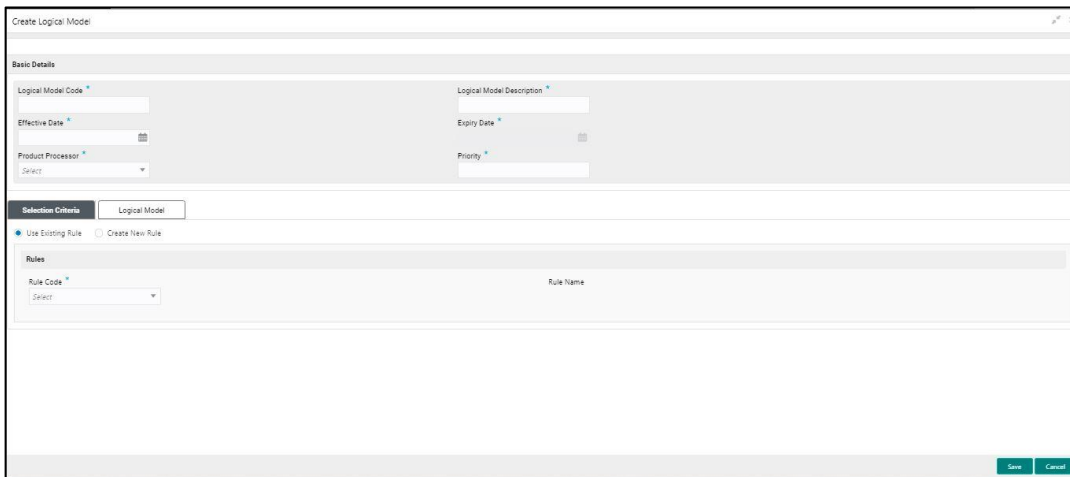 Create Logical Model
Basic Details
Logical Model Code *
Logical Model Description *
Effective Date *
Expiry Date *
Product Processor *
Priority *
Select
Selection Criteria
Logical Model
Use Existing Rule
Create New Rule
Rules
Rule Code *
Rule Name
Select
Save
Cancel